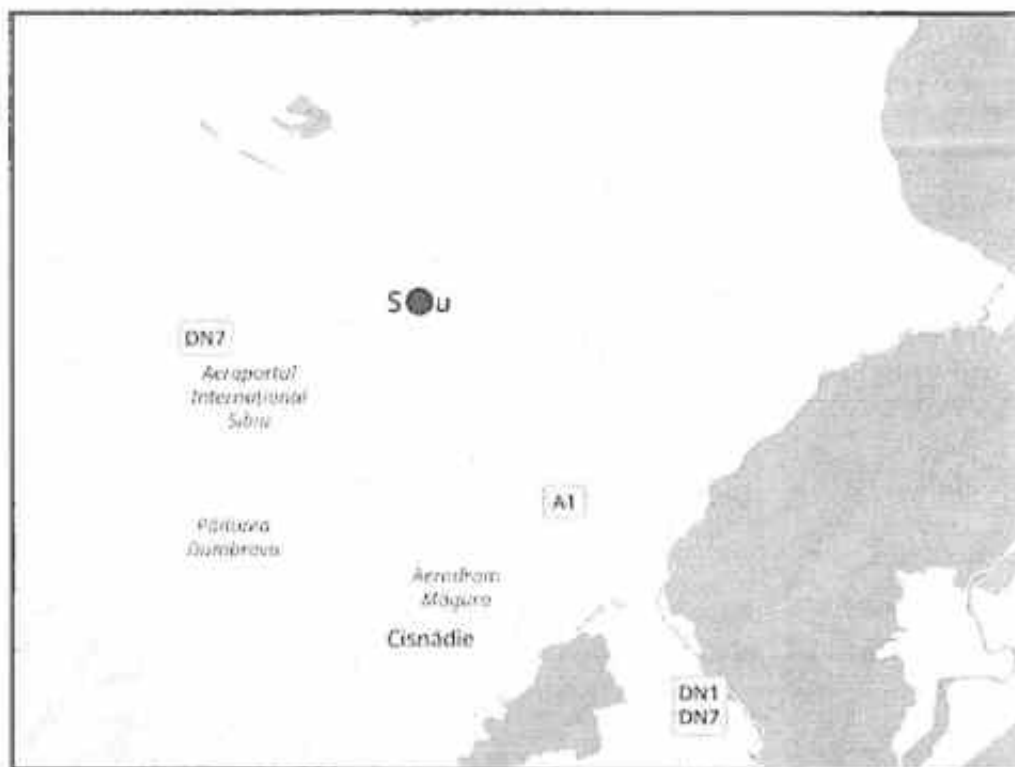 S u
DN7
Aeroportul
Internațional
Sibiu
A1
Pădurea
Dumbrava
Aerodrom
Măgura
Cisnădie
DN1
DN7